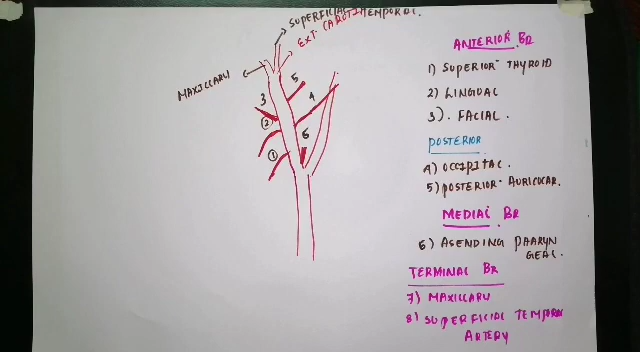 SUPERFICIAL TEMPORAL.
EXT. CAROTID
MAXILLARY
5
3
4
2
6
1
ANTERIOR BR
1) SUPERIOR THYROID
2) LINGUAL
3). FACIAL.
POSTERIOR
4) OCCIPITAL.
5) POSTERIOR AURICULAR.
MEDIAL BR
6) ASENDING PHARYN
GEAL.
TERMINAL BR
7) MAXILLARY
8) SUPERFICIAL TEMPORAL
ARTERY